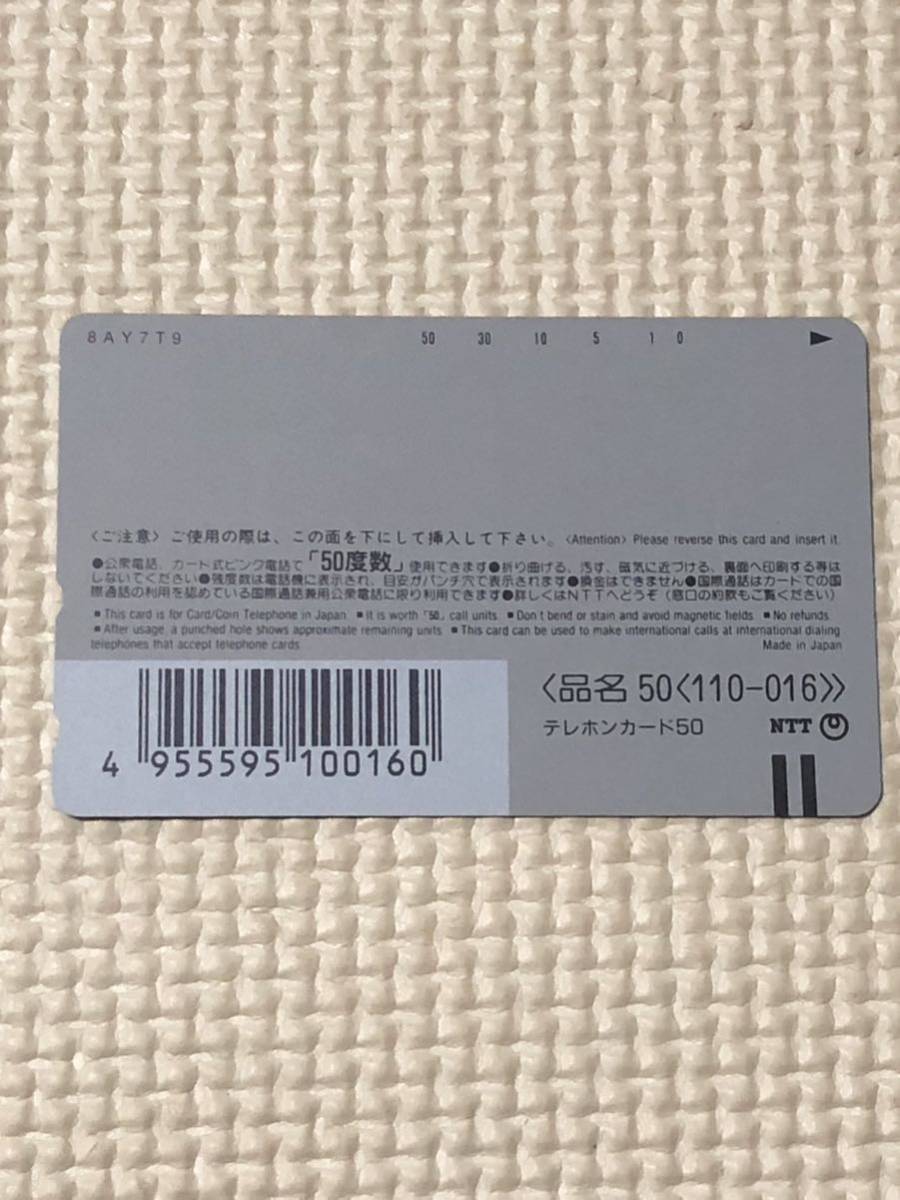 8AY7T9 50 30 10 5 1 0
〈ご注意〉ご使用の際は、この面を下にして挿入して下さい。〈Attention〉Please reverse this card and insert it.
●公衆電話、カード式ピンク電話で「50度数」使用できます●折り曲げる、汚す、磁気に近づける、裏面へ印刷する等は
しないでください●残度数は電話機に表示され、目安がパンチ穴で表示されます●換金はできません●国際通話はカードでの国
際通話の利用を認めている国際通話兼用公衆電話に限り利用できます●詳しくはNTTへどうぞ(窓口の約款もご覧ください)
■This card is for Card/Coin Telephone in Japan. ■It is worth「50」call units. ■Don't bend or stain and avoid magnetic fields. ■No refunds.
■After usage, a punched hole shows approximate remaining units. ■This card can be used to make international calls at international dialing
telephones that accept telephone cards. Made in Japan
〈品名 50〈110-016〉〉
テレホンカード50 NTT
4 955595 100160